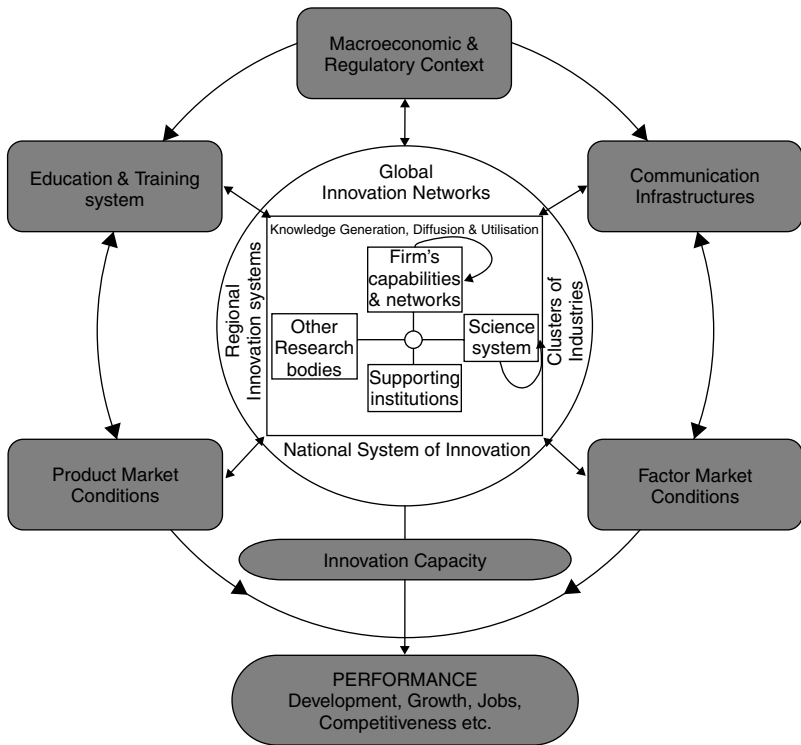 Macroeconomic &
Regulatory Context
Education & Training
system
Communication
Infrastructures
Global
Innovation Networks
Knowledge Generation, Diffusion & Utilisation
Firm's
capabilities
& networks
Regional
Innovation systems
Clusters of
Industries
Other
Research
bodies
Science
system
Supporting
institutions
National System of Innovation
Product Market
Conditions
Factor Market
Conditions
Innovation Capacity
PERFORMANCE
Development, Growth, Jobs,
Competitiveness etc.